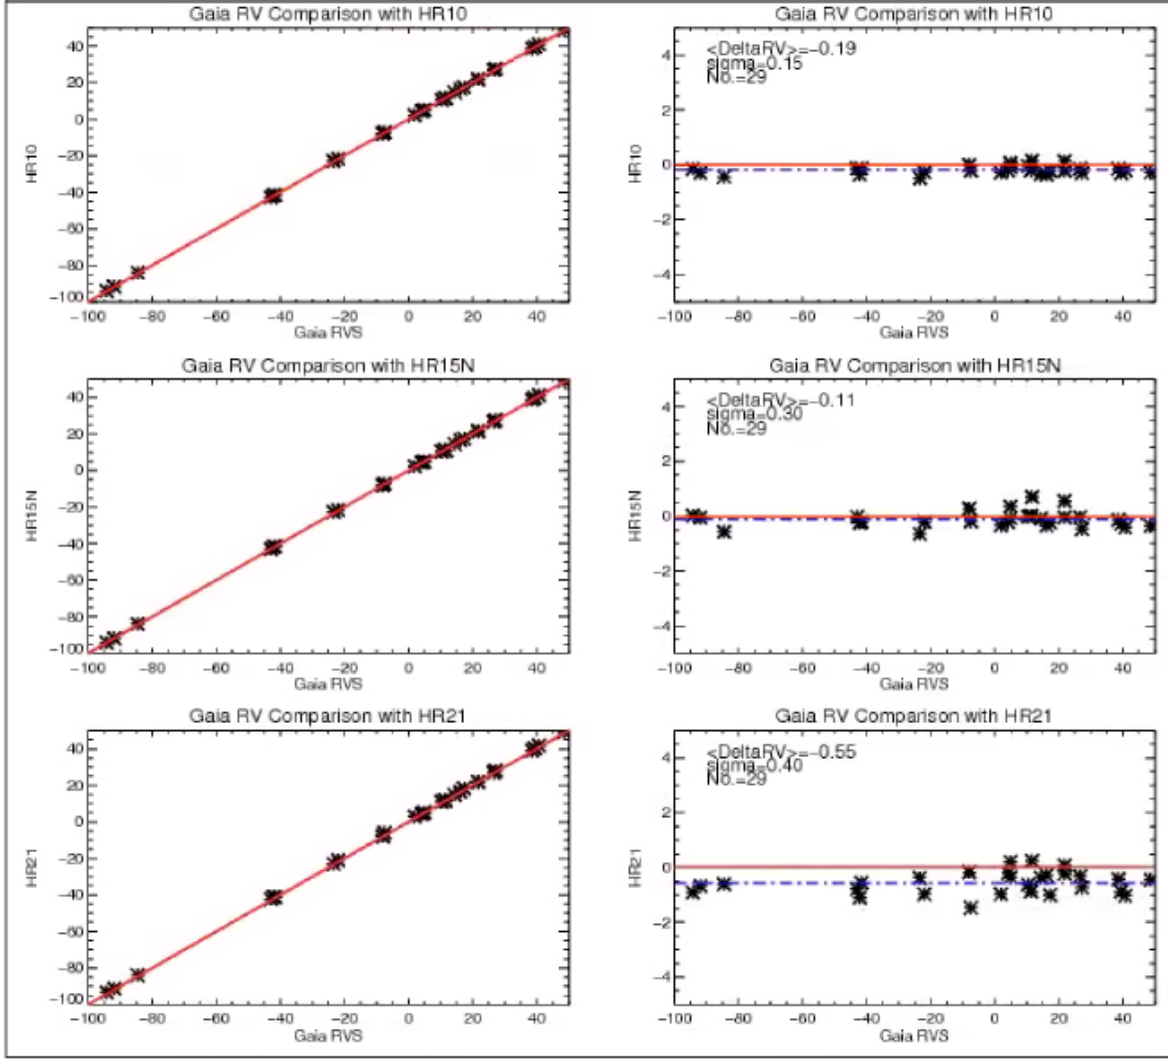 Gaia RV Comparison with HR10
40
20
0
−20
−40
−60
−80
−100
HR10
−100 −80 −60 −40 −20 0 20 40
Gaia RVS
Gaia RV Comparison with HR10
<DeltaRV>=−0.19
sigma=0.15
No.=29
4
2
0
−2
−4
HR10
−100 −80 −60 −40 −20 0 20 40
Gaia RVS
Gaia RV Comparison with HR15N
40
20
0
−20
−40
−60
−80
−100
HR15N
−100 −80 −60 −40 −20 0 20 40
Gaia RVS
Gaia RV Comparison with HR15N
<DeltaRV>=−0.11
sigma=0.30
No.=29
4
2
0
−2
−4
HR15N
−100 −80 −60 −40 −20 0 20 40
Gaia RVS
Gaia RV Comparison with HR21
40
20
0
−20
−40
−60
−80
−100
HR21
−100 −80 −60 −40 −20 0 20 40
Gaia RVS
Gaia RV Comparison with HR21
<DeltaRV>=−0.55
sigma=0.40
No.=29
4
2
0
−2
−4
HR21
−100 −80 −60 −40 −20 0 20 40
Gaia RVS